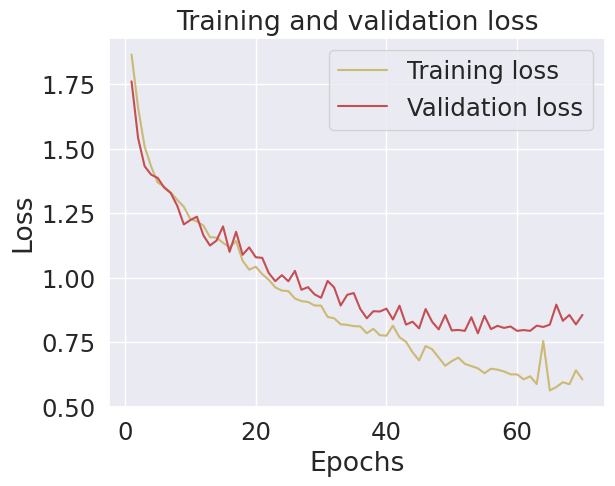 Training and validation loss
Training loss
Validation loss
1.75
1.50
1.25
1.00
0.75
0.50
Loss
0
20
40
60
Epochs